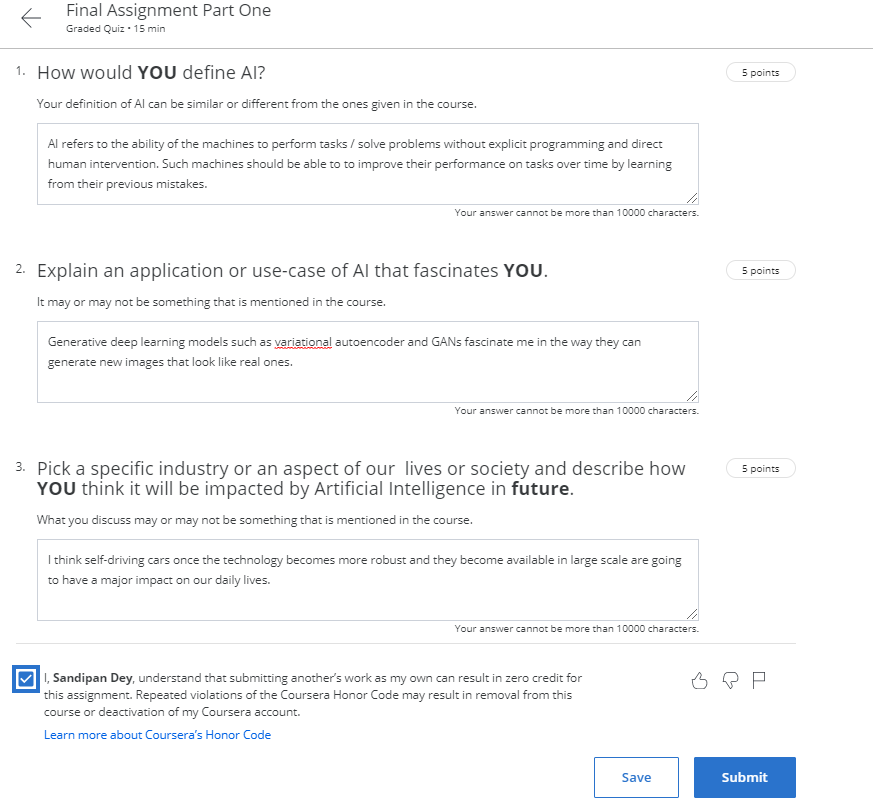 Final Assignment Part One
Graded Quiz • 15 min
1. How would YOU define AI?
5 points
Your definition of AI can be similar or different from the ones given in the course.
AI refers to the ability of the machines to perform tasks / solve problems without explicit programming and direct
human intervention. Such machines should be able to to improve their performance on tasks over time by learning
from their previous mistakes.
Your answer cannot be more than 10000 characters.
2. Explain an application or use-case of AI that fascinates YOU.
5 points
It may or may not be something that is mentioned in the course.
Generative deep learning models such as variational autoencoder and GANs fascinate me in the way they can
generate new images that look like real ones.
Your answer cannot be more than 10000 characters.
3. Pick a specific industry or an aspect of our lives or society and describe how
YOU think it will be impacted by Artificial Intelligence in future.
5 points
What you discuss may or may not be something that is mentioned in the course.
I think self-driving cars once the technology becomes more robust and they become available in large scale are going
to have a major impact on our daily lives.
Your answer cannot be more than 10000 characters.
I, Sandipan Dey, understand that submitting another's work as my own can result in zero credit for
this assignment. Repeated violations of the Coursera Honor Code may result in removal from this
course or deactivation of my Coursera account.
Learn more about Coursera's Honor Code
Save
Submit